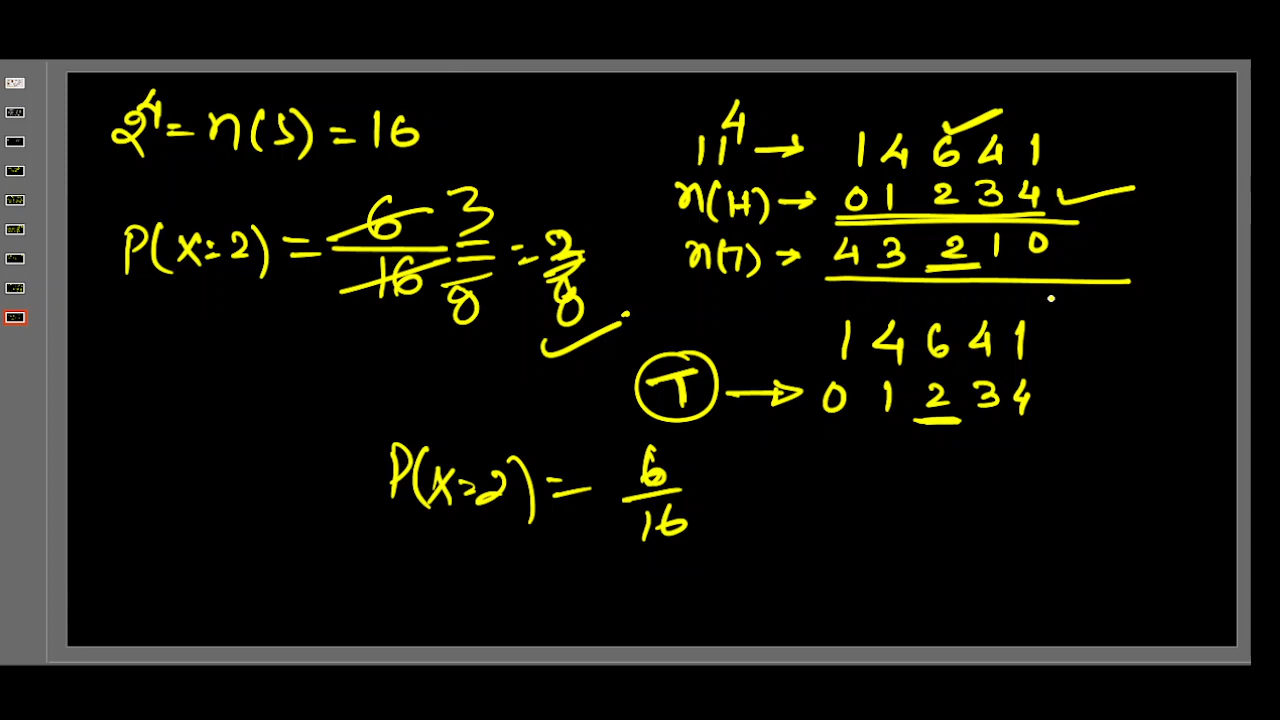 2⁴ = n(S) = 16
P(X=2) = 6/16 3/8 = 3/8
11⁴ → 1 4 6 4 1
n(H) → 0 1 2 3 4
n(T) → 4 3 2 1 0
1 4 6 4 1
T → 0 1 2 3 4
P(X=2) = 6/16